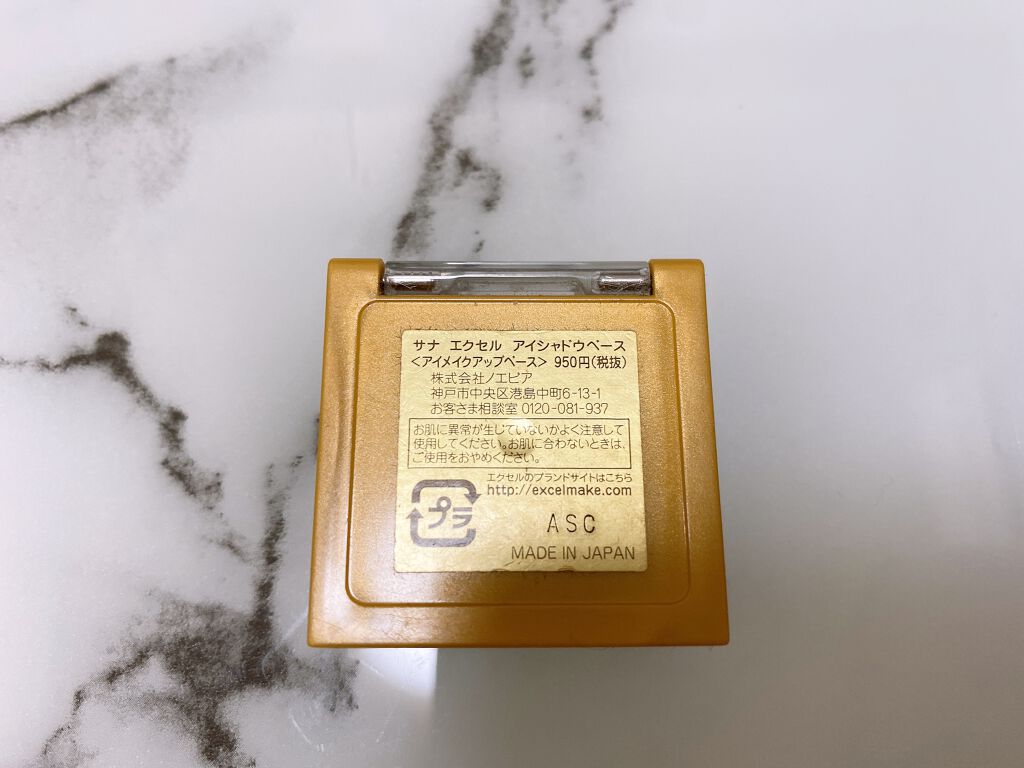 サナ エクセル アイシャドウベース
<アイメイクアップベース> 950円(税抜)
株式会社ノエビア
神戸市中央区港島中町6-13-1
お客さま相談室 0120-081-937
お肌に異常が生じていないかよく注意して
使用してください。お肌に合わないときは、
ご使用をおやめください。
エクセルのブランドサイトはこちら
http://excelmake.com
プラ
ASC
MADE IN JAPAN